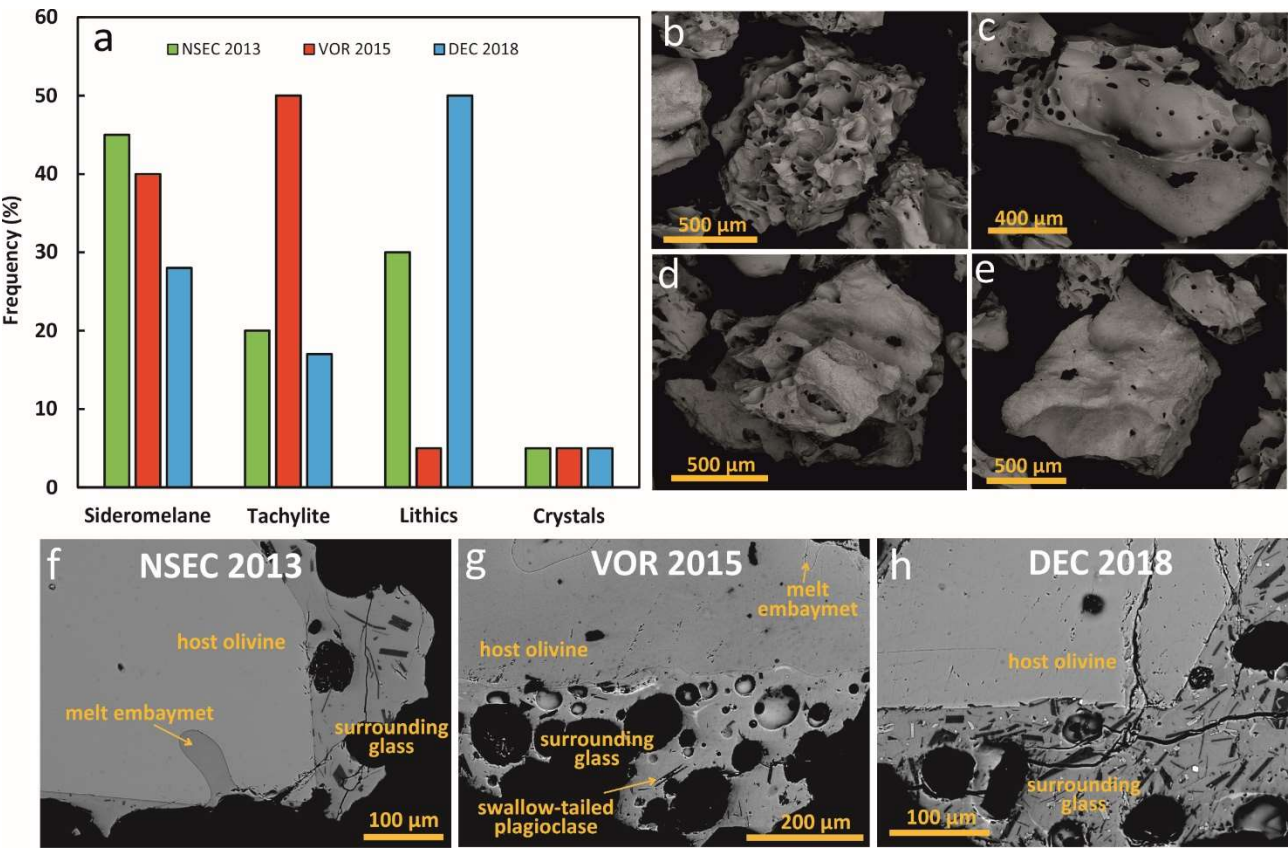 60
a
NSEC 2013 VOR 2015 DEC 2018
50
40
30
20
10
0
Frequency (%)
Sideromelane Tachylite Lithics Crystals
b
500 µm
c
400 µm
d
500 µm
e
500 µm
f
NSEC 2013
host olivine
melt embaymet
surrounding
glass
100 µm
g
VOR 2015
melt
embaymet
host olivine
surrounding
glass
swallow-tailed
plagioclase
200 µm
h
DEC 2018
host olivine
surrounding
glass
100 µm